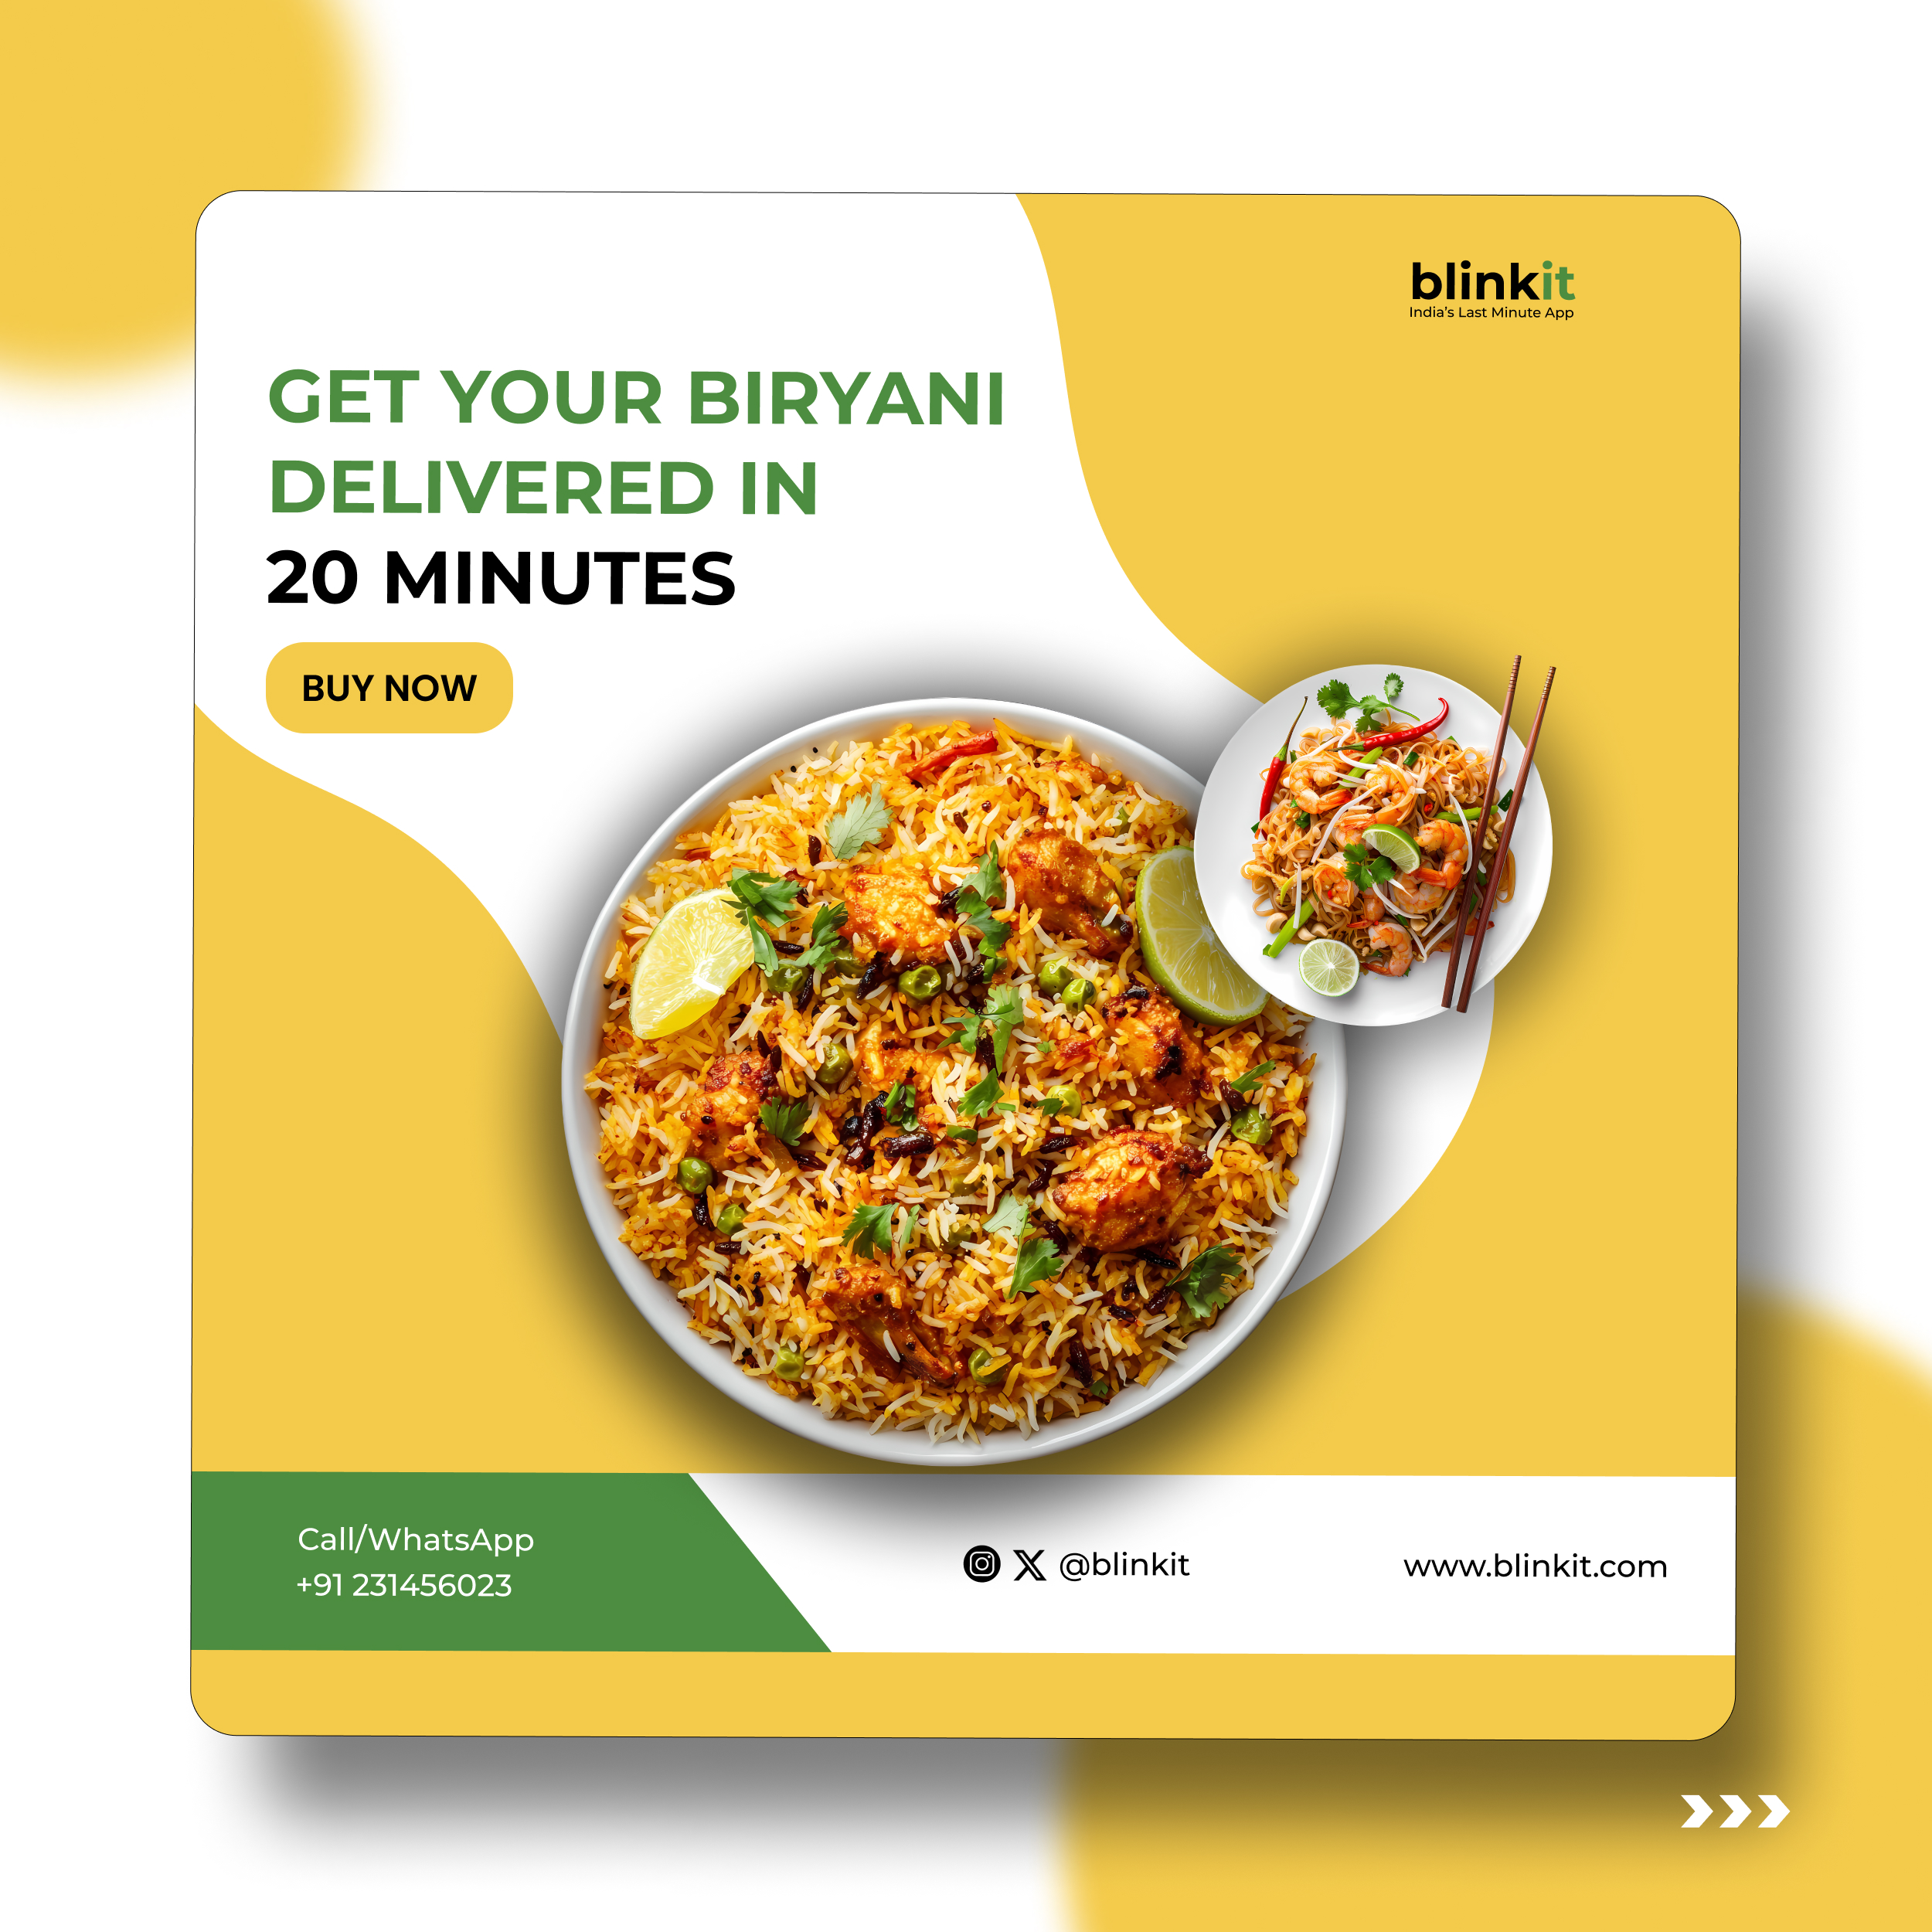 blinkit
India's Last Minute App
GET YOUR BIRYANI
DELIVERED IN
20 MINUTES
BUY NOW
Call/WhatsApp
+91 231456023
@blinkit
www.blinkit.com